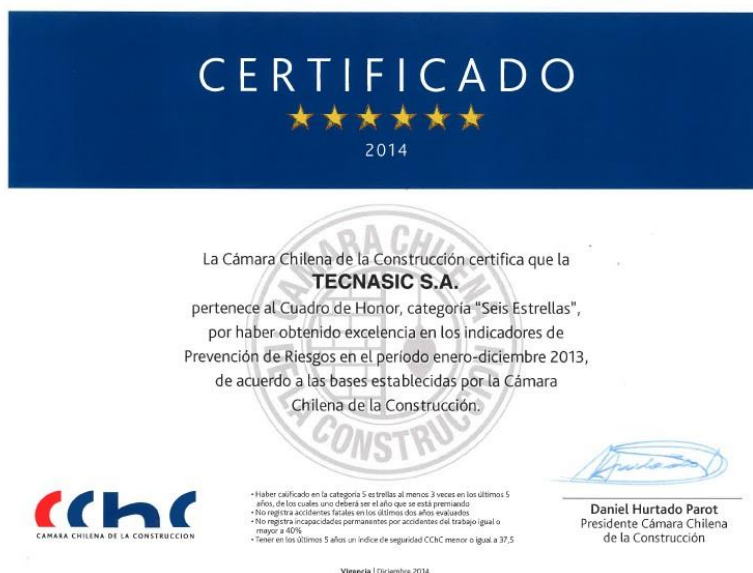 CERTIFICADO
2014
CAMARA CHILENA
DE LA CONSTRUCCION
La Cámara Chilena de la Construcción certifica que la
TECNASIC S.A.
pertenece al Cuadro de Honor, categoría "Seis Estrellas",
por haber obtenido excelencia en los indicadores de
Prevención de Riesgos en el período enero-diciembre 2013,
de acuerdo a las bases establecidas por la Cámara
Chilena de la Construcción.
cchc
CAMARA CHILENA DE LA CONSTRUCCION
• Haber calificado en la categoría 5 estrellas al menos 3 veces en los últimos 5
años, de los cuales uno deberá ser el año que se está premiando
• No registra accidentes fatales en los últimos dos años evaluados
• No registra incapacidades permanentes por accidentes del trabajo igual o
mayor a 40%
• Tener en los últimos 5 años un índice de seguridad CChC menor o igual a 37,5
Daniel Hurtado Parot
Presidente Cámara Chilena
de la Construcción
Vigencia | Diciembre 2014